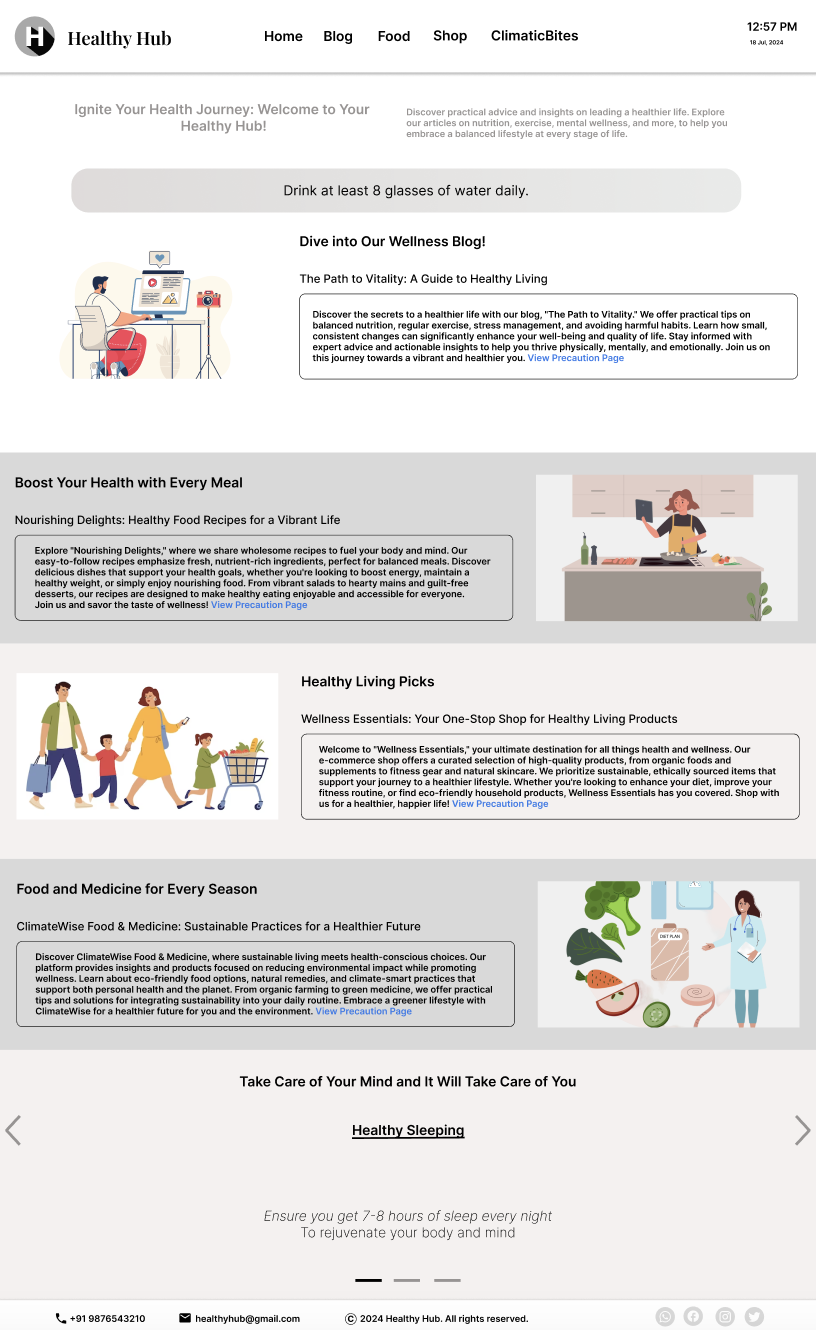 H Healthy Hub
Home Blog Food Shop ClimaticBites
12:57 PM
18 Jul, 2024
Ignite Your Health Journey: Welcome to Your
Healthy Hub!
Discover practical advice and insights on leading a healthier life. Explore
our articles on nutrition, exercise, mental wellness, and more, to help you
embrace a balanced lifestyle at every stage of life.
Drink at least 8 glasses of water daily.
Dive into Our Wellness Blog!
The Path to Vitality: A Guide to Healthy Living
Discover the secrets to a healthier life with our blog, "The Path to Vitality." We offer practical tips on
balanced nutrition, regular exercise, stress management, and avoiding harmful habits. Learn how small,
consistent changes can significantly enhance your well-being and quality of life. Stay informed with
expert advice and actionable insights to help you thrive physically, mentally, and emotionally. Join us on
this journey towards a vibrant and healthier you. View Precaution Page
Boost Your Health with Every Meal
Nourishing Delights: Healthy Food Recipes for a Vibrant Life
Explore "Nourishing Delights," where we share wholesome recipes to fuel your body and mind. Our
easy-to-follow recipes emphasize fresh, nutrient-rich ingredients, perfect for balanced meals. Discover
delicious dishes that support your health goals, whether you're looking to boost energy, maintain a
healthy weight, or simply enjoy nourishing food. From vibrant salads to hearty mains and guilt-free
desserts, our recipes are designed to make healthy eating enjoyable and accessible for everyone.
Join us and savor the taste of wellness! View Precaution Page
Healthy Living Picks
Wellness Essentials: Your One-Stop Shop for Healthy Living Products
Welcome to "Wellness Essentials," your ultimate destination for all things health and wellness. Our
e-commerce shop offers a curated selection of high-quality products, from organic foods and
supplements to fitness gear and natural skincare. We prioritize sustainable, ethically sourced items that
support your journey to a healthier lifestyle. Whether you're looking to enhance your diet, improve your
fitness routine, or find eco-friendly household products, Wellness Essentials has you covered. Shop with
us for a healthier, happier life! View Precaution Page
Food and Medicine for Every Season
ClimateWise Food & Medicine: Sustainable Practices for a Healthier Future
Discover ClimateWise Food & Medicine, where sustainable living meets health-conscious choices. Our
platform provides insights and products focused on reducing environmental impact while promoting
wellness. Learn about eco-friendly food options, natural remedies, and climate-smart practices that
support both personal health and the planet. From organic farming to green medicine, we offer practical
tips and solutions for integrating sustainability into your daily routine. Embrace a greener lifestyle with
ClimateWise for a healthier future for you and the environment. View Precaution Page
DIET PLAN
Take Care of Your Mind and It Will Take Care of You
Healthy Sleeping
Ensure you get 7-8 hours of sleep every night
To rejuvenate your body and mind
+91 9876543210 healthyhub@gmail.com © 2024 Healthy Hub. All rights reserved.